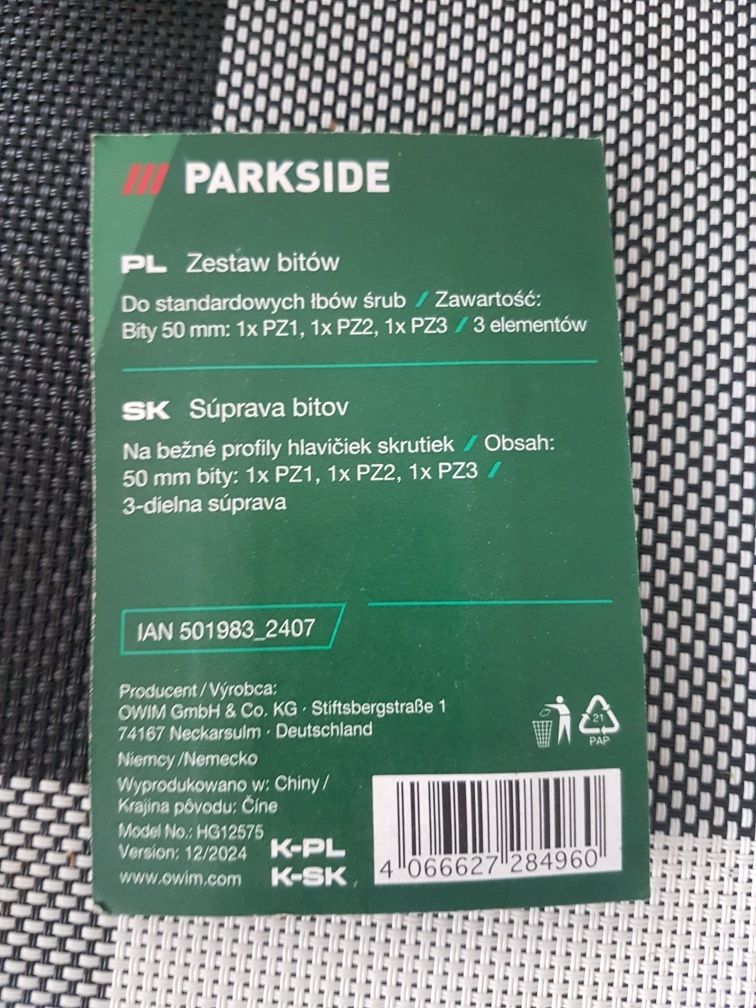 PARKSIDE
PL Zestaw bitów
Do standardowych łbów śrub / Zawartość:
Bity 50 mm: 1x PZ1, 1x PZ2, 1x PZ3 / 3 elementów
SK Súprava bitov
Na bežné profily hlavičiek skrutiek / Obsah:
50 mm bity: 1x PZ1, 1x PZ2, 1x PZ3 /
3-dielna súprava
IAN 501983_2407
Producent / Výrobca:
OWIM GmbH & Co. KG · Stiftsbergstraße 1
74167 Neckarsulm · Deutschland
Niemcy /Nemecko
Wyprodukowano w: Chiny /
Krajina pôvodu: Číne
Model No.: HG12575
Version: 12/2024
www.owim.com
K-PL
K-SK
21
PAP
4 066627 284960